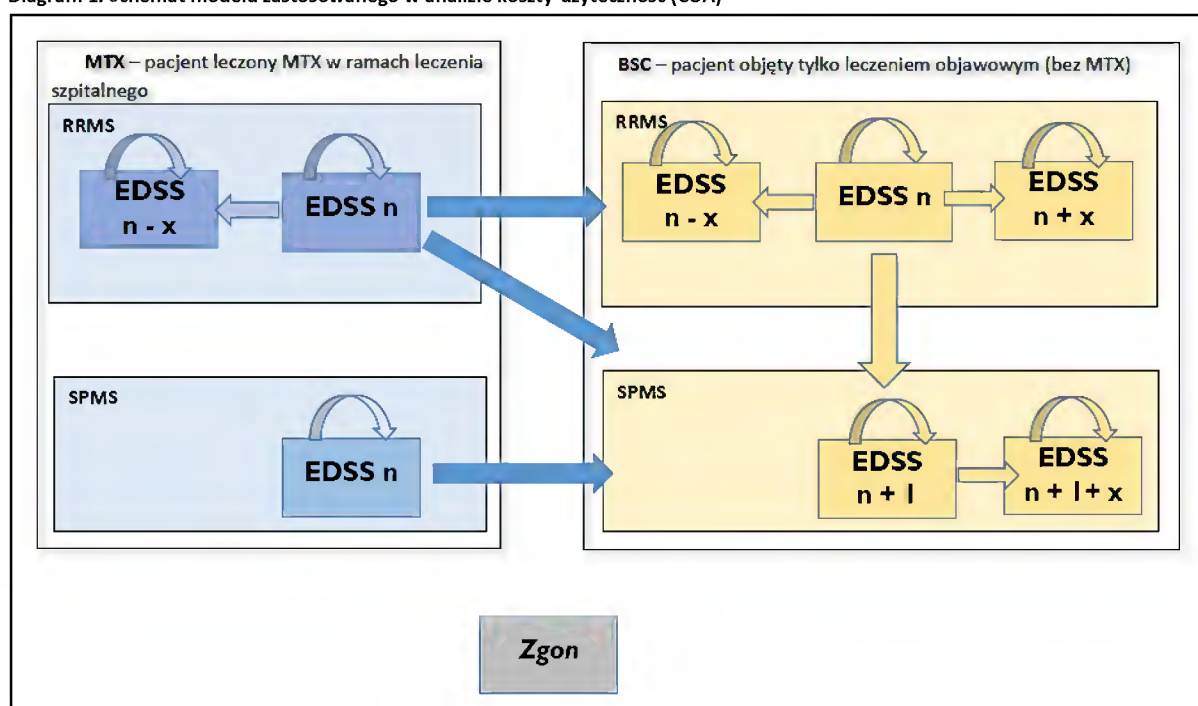 MTX – pacjent leczony MTX w ramach leczenia
szpitalnego
RRMS
EDSS
n - x
EDSS n
SPMS
EDSS n
BSC – pacjent objęty tylko leczeniem objawowym (bez MTX)
RRMS
EDSS
n - x
EDSS n
EDSS
n + x
SPMS
EDSS
n + I
EDSS
n + I + x
Zgon